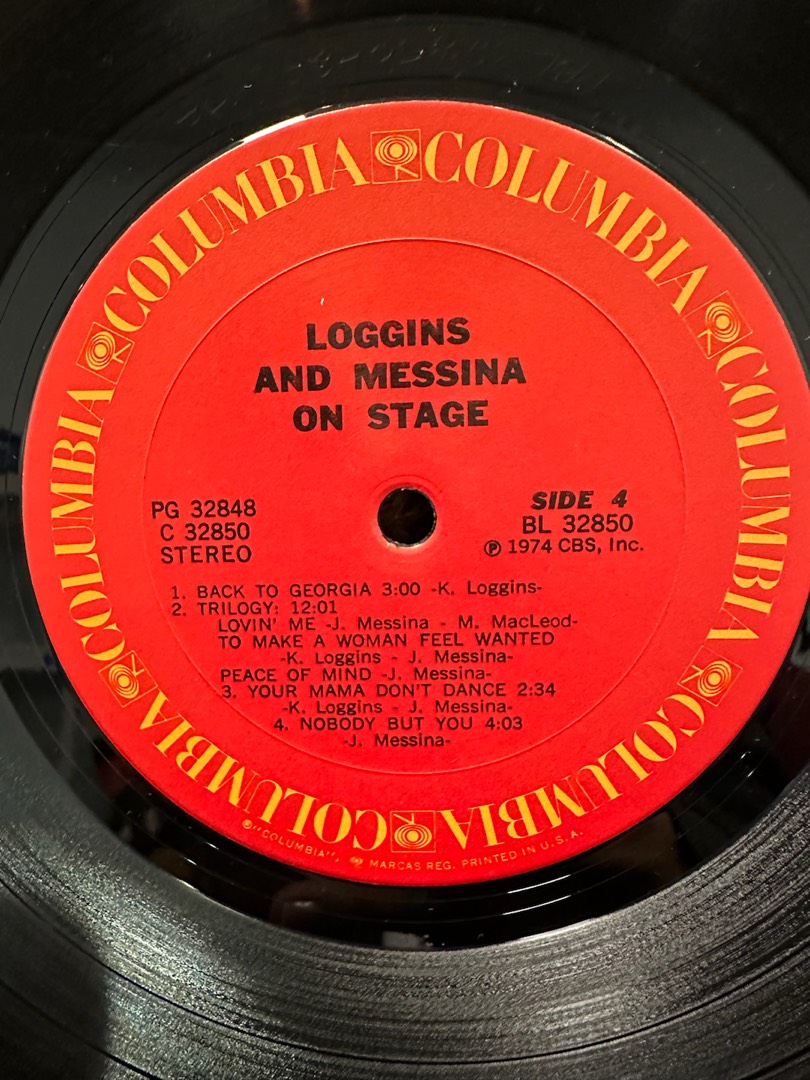 COLUMBIA COLUMBIA COLUMBIA COLUMBIA COLUMBIA COLUMBIA
LOGGINS
AND MESSINA
ON STAGE
PG 32848
C 32850
STEREO
SIDE 4
BL 32850
Ⓟ 1974 CBS, Inc.
1. BACK TO GEORGIA 3:00 -K. Loggins-
2. TRILOGY: 12:01
LOVIN' ME -J. Messina - M. MacLeod-
TO MAKE A WOMAN FEEL WANTED
-K. Loggins - J. Messina-
PEACE OF MIND -J. Messina-
3. YOUR MAMA DON'T DANCE 2:34
-K. Loggins - J. Messina-
4. NOBODY BUT YOU 4:03
-J. Messina-
®"COLUMBIA", MARCAS REG. PRINTED IN U.S.A.